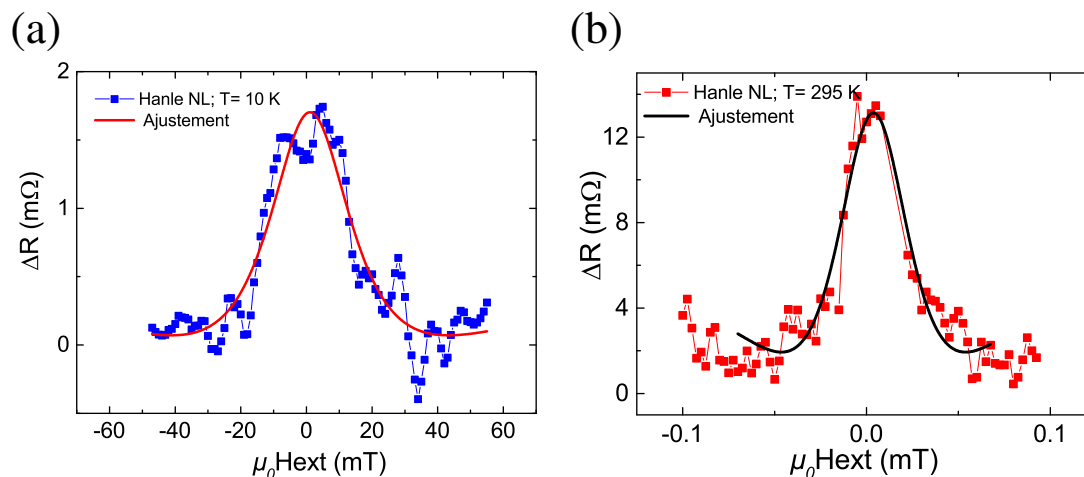 (a)
2
1
0
ΔR (mΩ)
Hanle NL; T= 10 K
Ajustement
-60 -40 -20 0 20 40 60
μ₀Hext (mT)
(b)
12
8
4
0
ΔR (mΩ)
Hanle NL; T= 295 K
Ajustement
-0.1 0.0 0.1
μ₀Hext (mT)